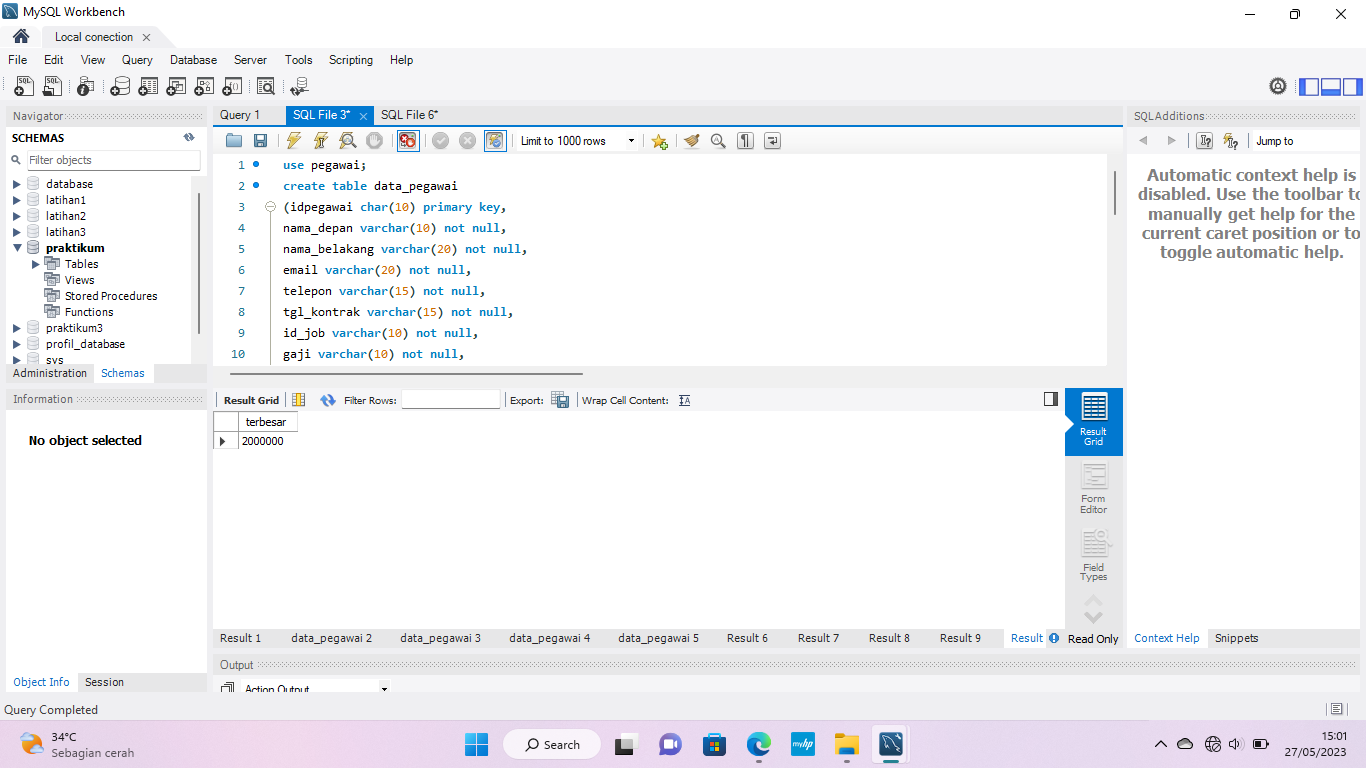 MySQL Workbench
Local conection
File Edit View Query Database Server Tools Scripting Help
Navigator
SCHEMAS
Filter objects
database
latihan1
latihan2
latihan3
praktikum
Tables
Views
Stored Procedures
Functions
praktikum3
profil_database
sys
Administration Schemas
Information
No object selected
Object Info Session
Query 1 SQL File 3* SQL File 6*
Limit to 1000 rows
1 use pegawai;
2 create table data_pegawai
3 (idpegawai char(10) primary key,
4 nama_depan varchar(10) not null,
5 nama_belakang varchar(20) not null,
6 email varchar(20) not null,
7 telepon varchar(15) not null,
8 tgl_kontrak varchar(15) not null,
9 id_job varchar(10) not null,
10 gaji varchar(10) not null,
Result Grid Filter Rows: Export: Wrap Cell Content:
terbesar
2000000
Result
Grid
Form
Editor
Field
Types
Result 1 data_pegawai 2 data_pegawai 3 data_pegawai 4 data_pegawai 5 Result 6 Result 7 Result 8 Result 9 Result Read Only
Output
Action Output
SQLAdditions
Jump to
Automatic context help is
disabled. Use the toolbar to
manually get help for the
current caret position or to
toggle automatic help.
Context Help Snippets
Query Completed
34°C
Sebagian cerah
Search
myhp
15:01
27/05/2023